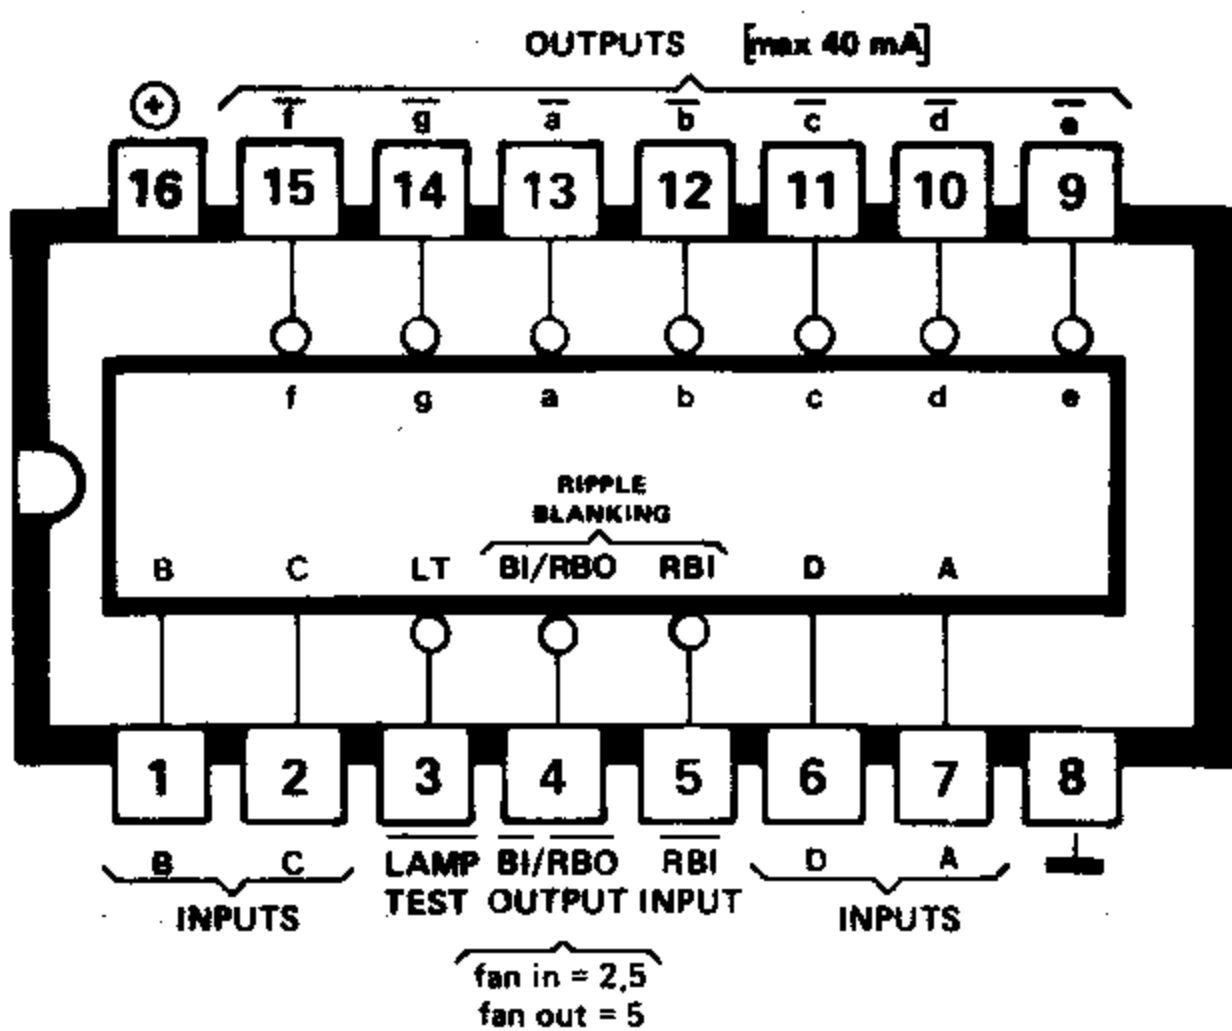 OUTPUTS [max 40 mA]
+
f g a b c d e
16 15 14 13 12 11 10 9
f g a b c d e
RIPPLE
BLANKING
B C LT BI/RBO RBI D A
1 2 3 4 5 6 7 8
B C LAMP BI/RBO RBI D A
TEST OUTPUT INPUT
INPUTS INPUTS
fan in = 2,5
fan out = 5